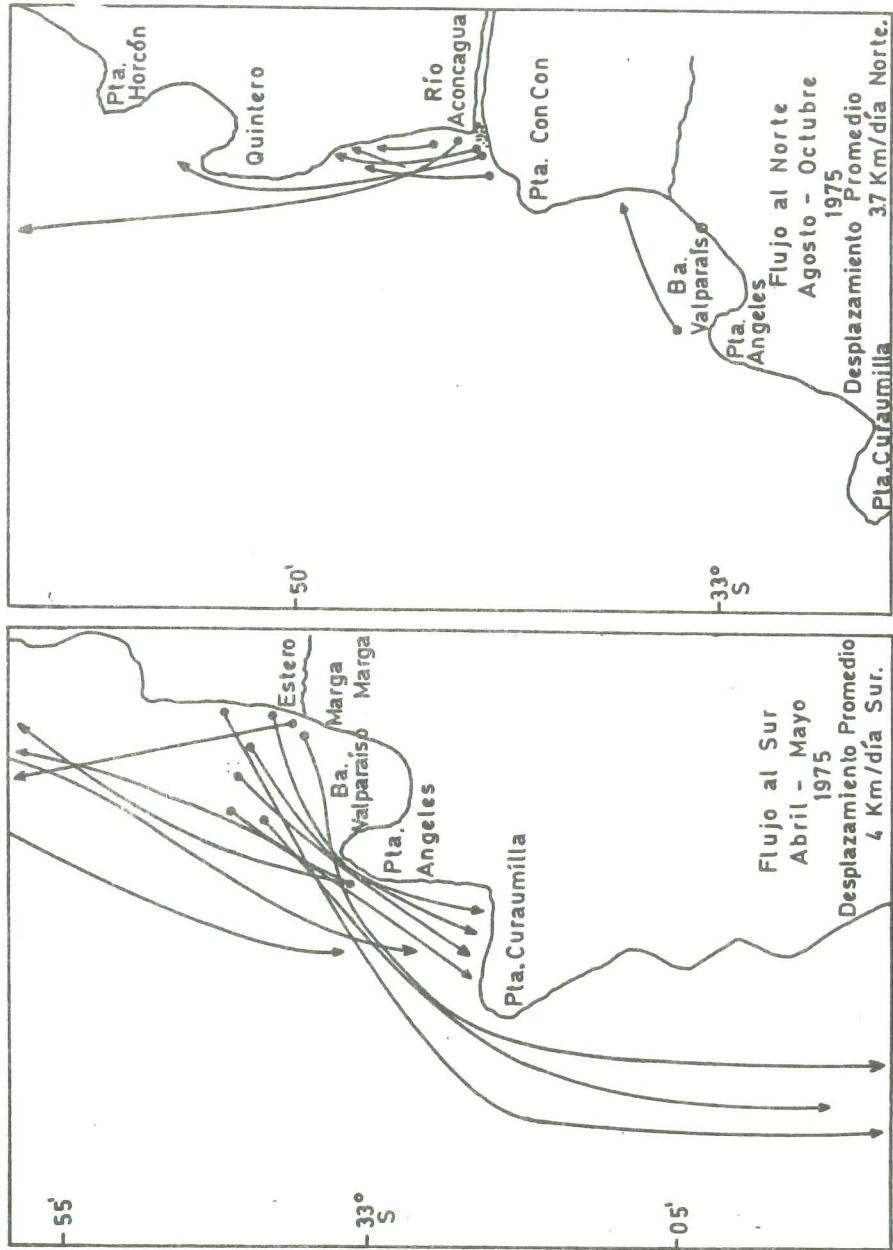 55'
33°
S
05'
Estero
Marga
Marga
Ba.
Valparaíso
Pta.
Angeles
Pta. Curaumilla
Flujo al Sur
Abril - Mayo
1975
Desplazamiento Promedio
4 Km/día Sur.
50'
33°
S
Pta.
Horcón
Quintero
Río
Aconcagua
Pta. ConCon
Ba.
Valparaíso
Pta.
Angeles
Pta. Curaumilla
Flujo al Norte
Agosto - Octubre
1975
Desplazamiento Promedio
3.7 Km/día Norte.